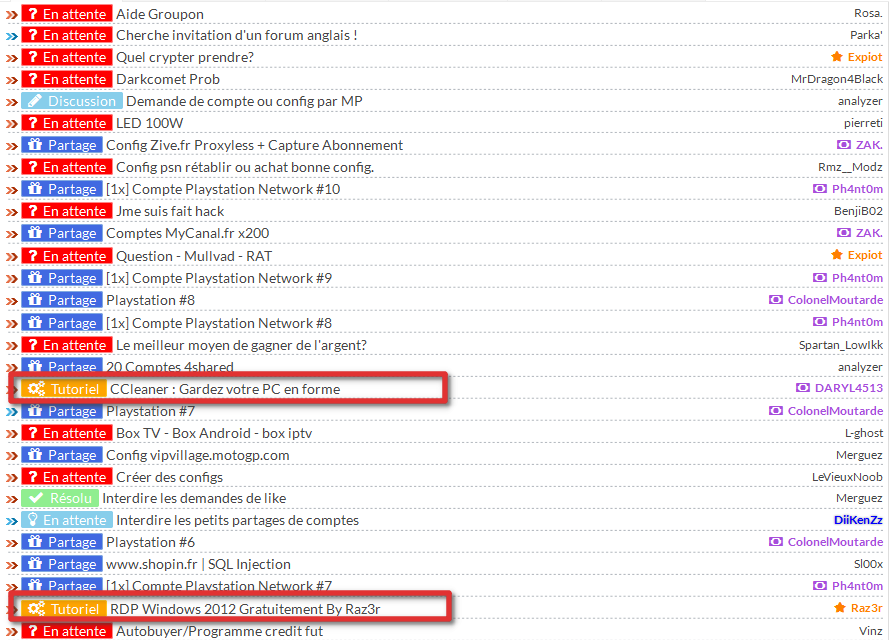 En attente Aide Groupon Rosa.
En attente Cherche invitation d'un forum anglais ! Parka'
En attente Quel crypter prendre? Expiot
En attente Darkcomet Prob MrDragon4Black
Discussion Demande de compte ou config par MP analyzer
En attente LED 100W pierreti
Partage Config Zive.fr Proxyless + Capture Abonnement ZAK.
En attente Config psn rétablir ou achat bonne config. Rmz__Modz
Partage [1x] Compte Playstation Network #10 Ph4nt0m
En attente Jme suis fait hack BenjiB02
Partage Comptes MyCanal.fr x200 ZAK.
En attente Question - Mullvad - RAT Expiot
Partage [1x] Compte Playstation Network #9 Ph4nt0m
Partage Playstation #8 ColonelMoutarde
Partage [1x] Compte Playstation Network #8 Ph4nt0m
En attente Le meilleur moyen de gagner de l'argent? Spartan_LowIkk
Partage 20 Comptes 4shared analyzer
Tutoriel CCleaner : Gardez votre PC en forme DARYL4513
Partage Playstation #7 ColonelMoutarde
En attente Box TV - Box Android - box iptv L-ghost
Partage Config vipvillage.motogp.com Merguez
En attente Créer des configs LeVieuxNoob
Résolu Interdire les demandes de like Merguez
En attente Interdire les petits partages de comptes DiiKenZz
Partage Playstation #6 ColonelMoutarde
Partage www.shopin.fr | SQL Injection Sl00x
Partage [1x] Compte Playstation Network #7 Ph4nt0m
Tutoriel RDP Windows 2012 Gratuitement By Raz3r Raz3r
En attente Autobuyer/Programme credit fut Vinz